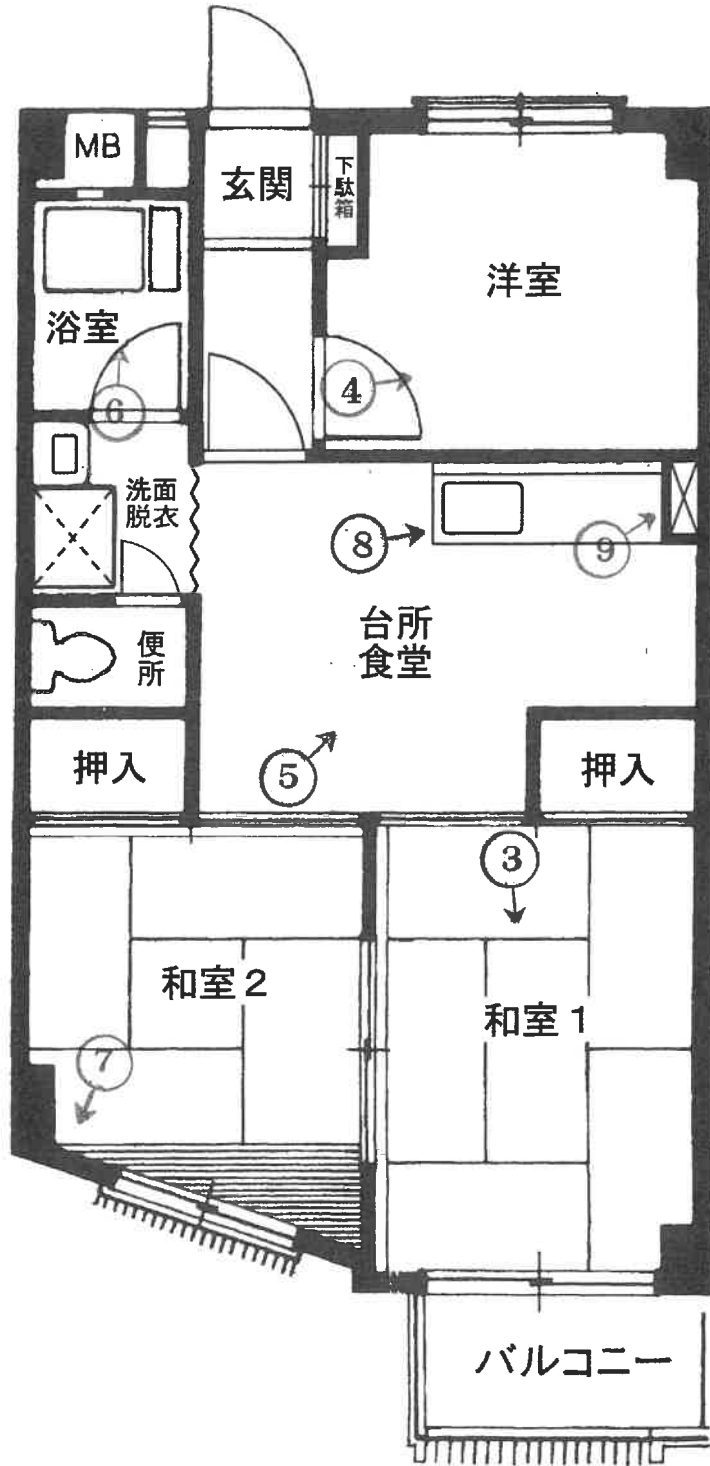 MB
玄関
下
駄
箱
洋室
浴室
④
⑥
洗面
脱衣
⑧
⑨
台所
食堂
便
所
⑤
押入
押入
③
和室2
和室1
⑦
バルコニー